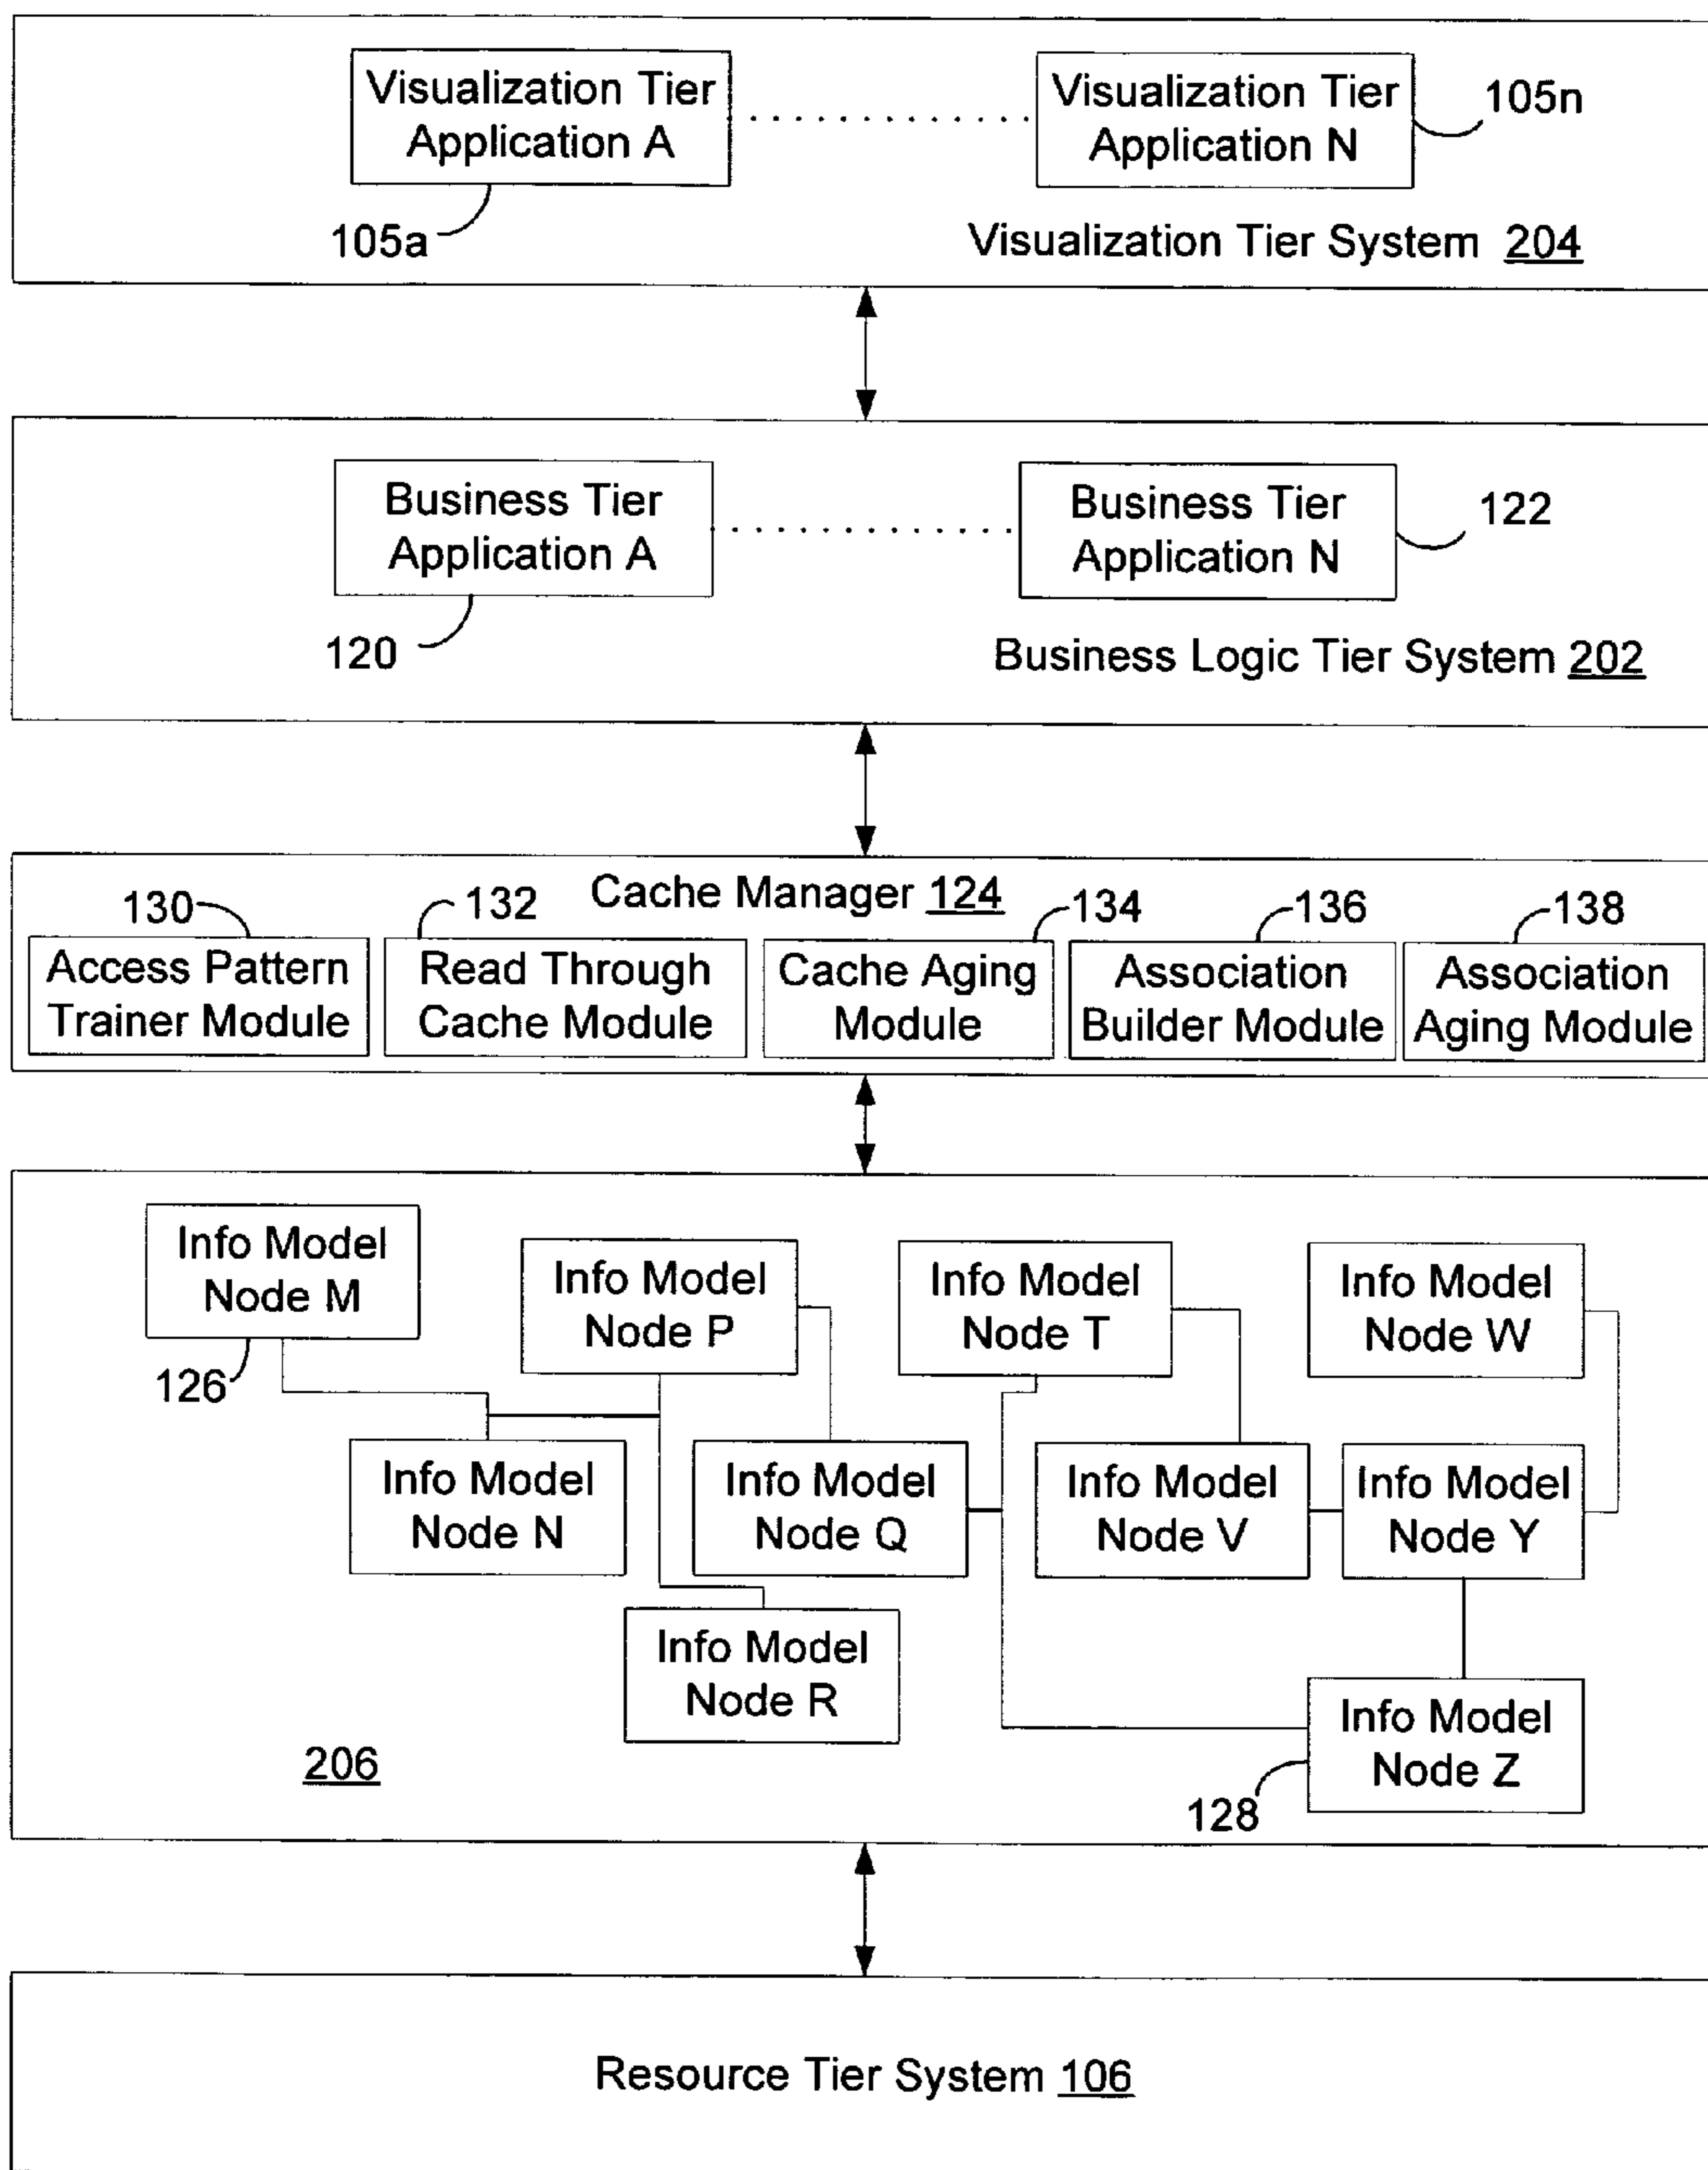 Visualization Tier
Application A
Visualization Tier
Application N
105n
105a
Visualization Tier System 204
Business Tier
Application A
Business Tier
Application N
122
120
Business Logic Tier System 202
Cache Manager 124
130
132
134
136
138
Access Pattern
Trainer Module
Read Through
Cache Module
Cache Aging
Module
Association
Builder Module
Association
Aging Module
Info Model
Node M
126
Info Model
Node P
Info Model
Node T
Info Model
Node W
Info Model
Node N
Info Model
Node Q
Info Model
Node V
Info Model
Node Y
Info Model
Node R
Info Model
Node Z
206
128
Resource Tier System 106